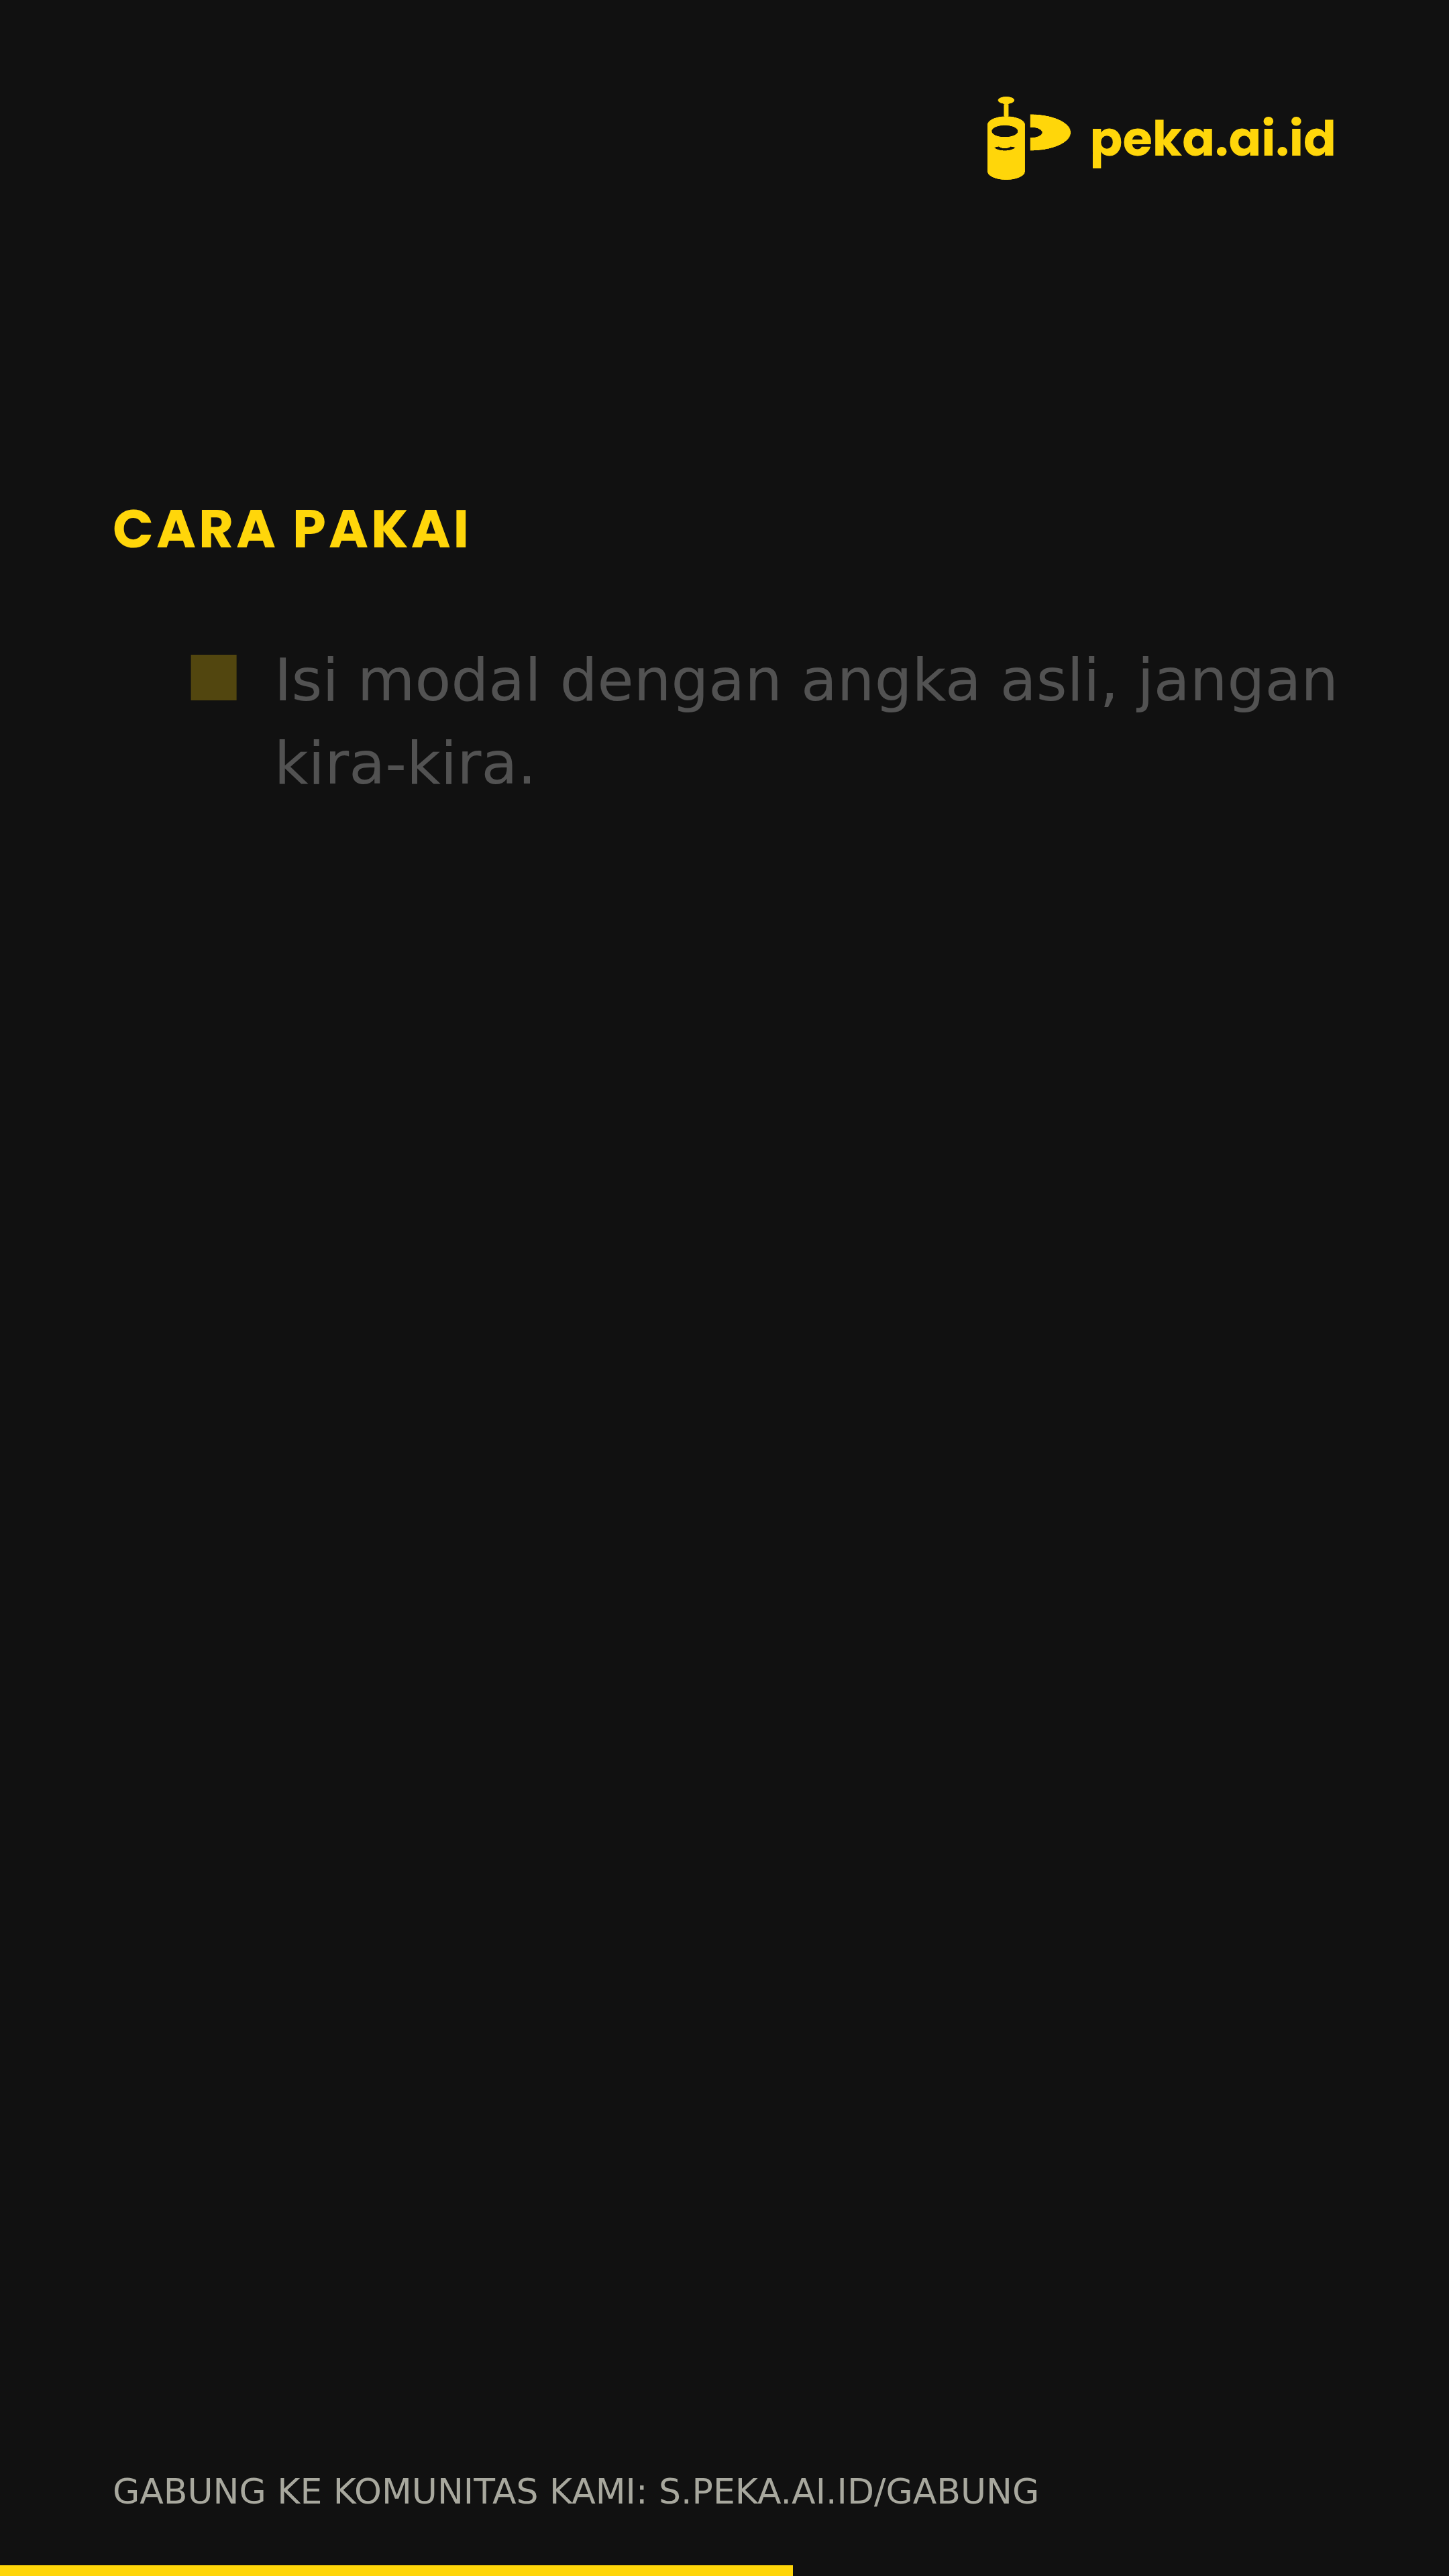 peka.ai.id
CARA PAKAI
Isi modal dengan angka asli, jangan
kira-kira.
GABUNG KE KOMUNITAS KAMI: S.PEKA.AI.ID/GABUNG